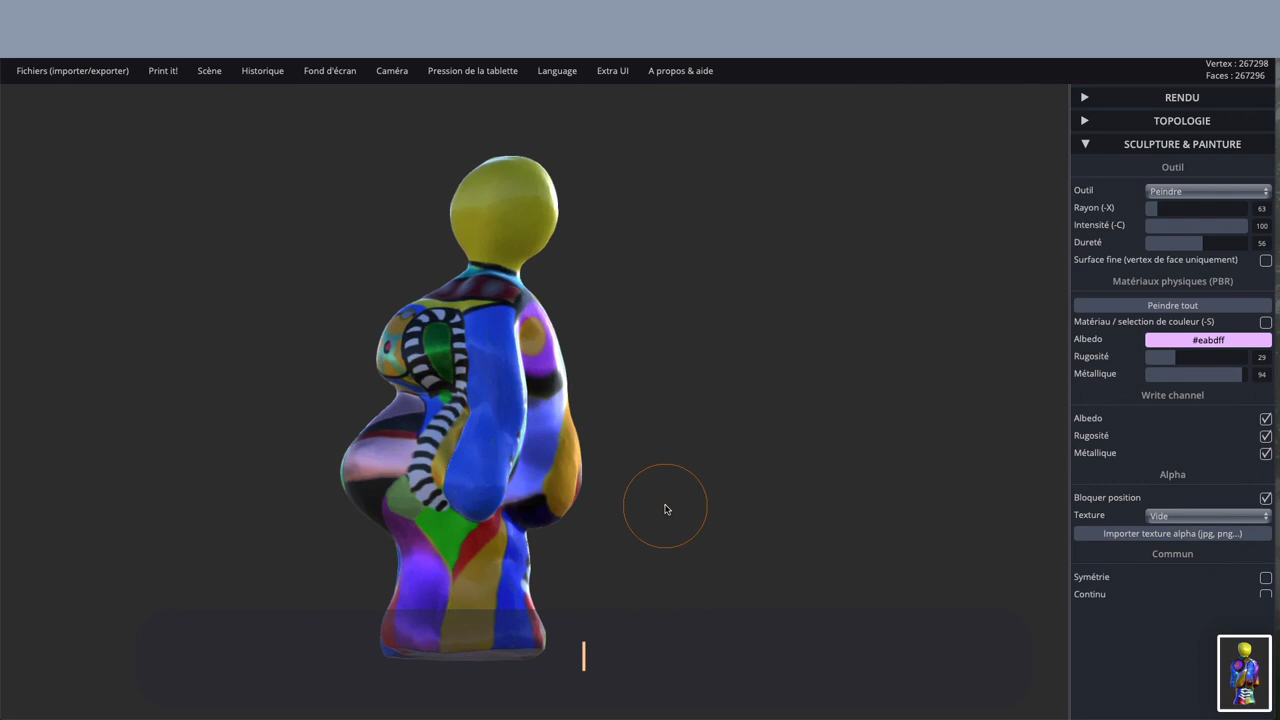 Fichiers (importer/exporter) Print it! Scène Historique Fond d'écran Caméra Pression de la tablette Language Extra UI A propos & aide
Vertex : 267298
Faces : 267296
RENDU
TOPOLOGIE
SCULPTURE & PAINTURE
Outil
Outil Peindre
Rayon (-X) 63
Intensité (-C) 100
Dureté 56
Surface fine (vertex de face uniquement)
Matériaux physiques (PBR)
Peindre tout
Matériau / selection de couleur (-S)
Albedo #eabdff
Rugosité 29
Métallique 94
Write channel
Albedo
Rugosité
Métallique
Alpha
Bloquer position
Texture Vide
Importer texture alpha (jpg, png...)
Commun
Symétrie
Continu